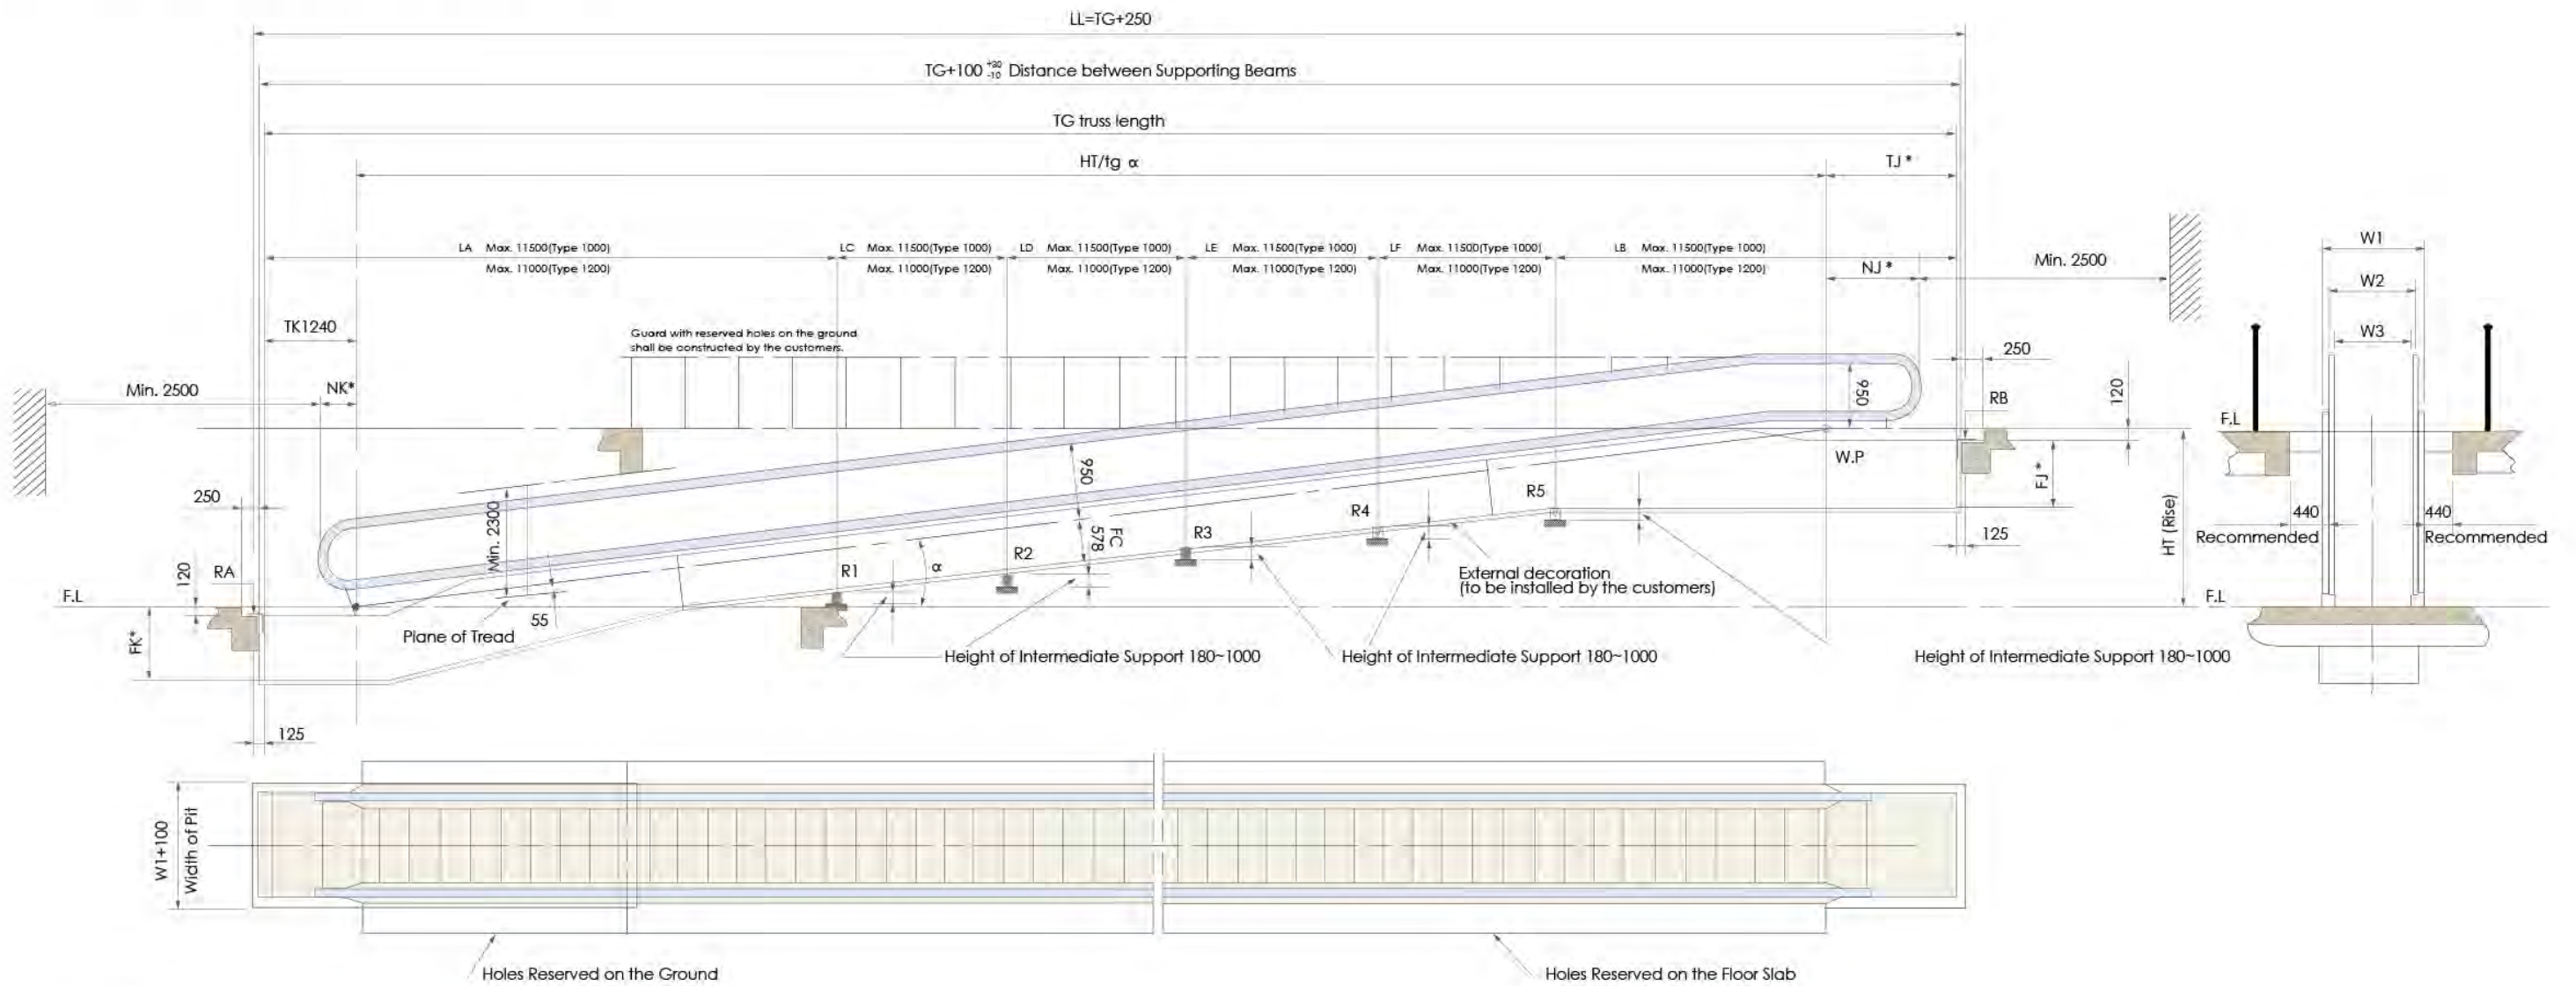 LL=TG+250
TG+100 +30 -10 Distance between Supporting Beams
TG truss length
HT/tg α
TJ *
LA Max. 11500(Type 1000)
Max. 11000(Type 1200)
LC Max. 11500(Type 1000)
Max. 11000(Type 1200)
LD Max. 11500(Type 1000)
Max. 11000(Type 1200)
LE Max. 11500(Type 1000)
Max. 11000(Type 1200)
LF Max. 11500(Type 1000)
Max. 11000(Type 1200)
LB Max. 11500(Type 1000)
Max. 11000(Type 1200)
NJ *
Min. 2500
W1
W2
W3
TK1240
Guard with reserved holes on the ground
shall be constructed by the customers.
Min. 2500
NK*
950
250
RB
120
F.L
W.P
FJ*
HT (Rise)
250
120
RA
F.L
FK*
Min. 2300
55
Plane of Tread
950
FC
578
α
R1
R2
R3
R4
R5
External decoration
(to be installed by the customers)
125
440
Recommended
440
Recommended
F.L
Height of Intermediate Support 180~1000
Height of Intermediate Support 180~1000
Height of Intermediate Support 180~1000
125
W1+100
Width of Pit
Holes Reserved on the Ground
Holes Reserved on the Floor Slab